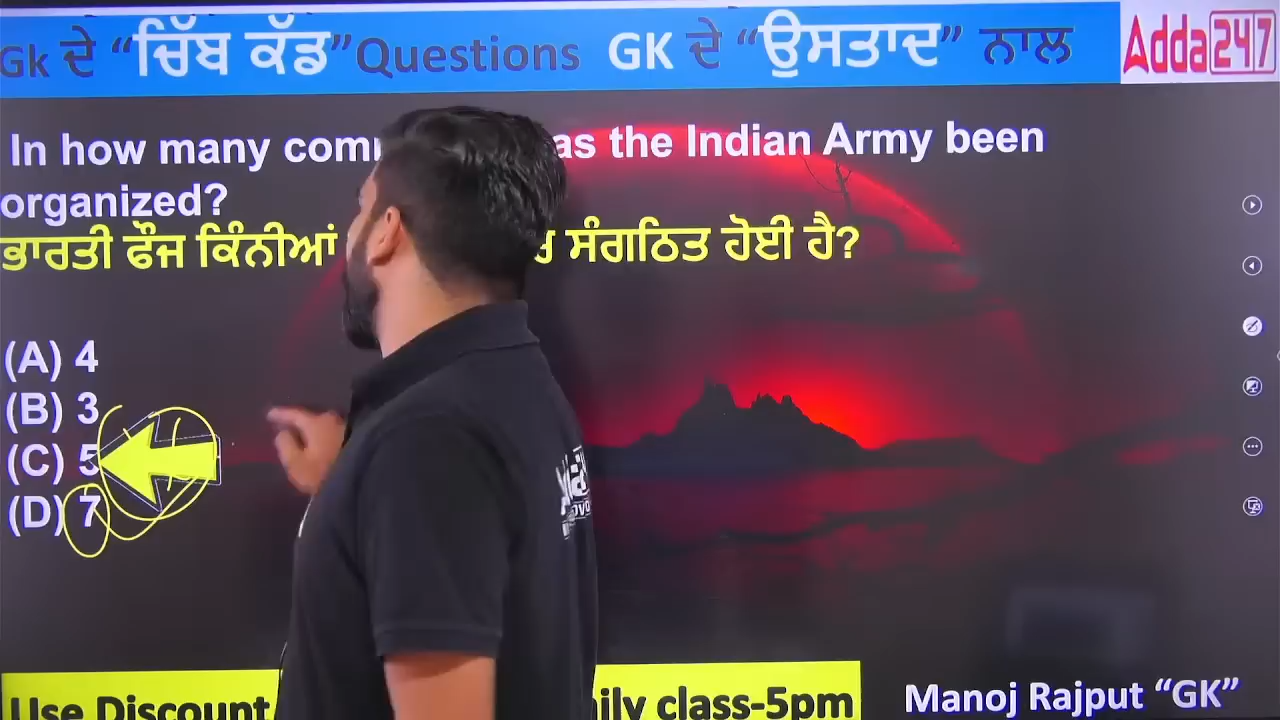 Gk ਦੇ “ਚਿੱਬ ਕੱਡ” Questions GK ਦੇ “ਉਸਤਾਦ” ਨਾਲ
Adda247
In how many as the Indian Army been
organized?
ਭਾਰਤੀ ਫੌਜ ਕਿੰਨੀਆਂ ਸੰਗਠਿਤ ਹੋਈ ਹੈ?
(A) 4
(B) 3
(C) 5
(D) 7
Use Discount ily class-5pm
Manoj Rajput “GK”